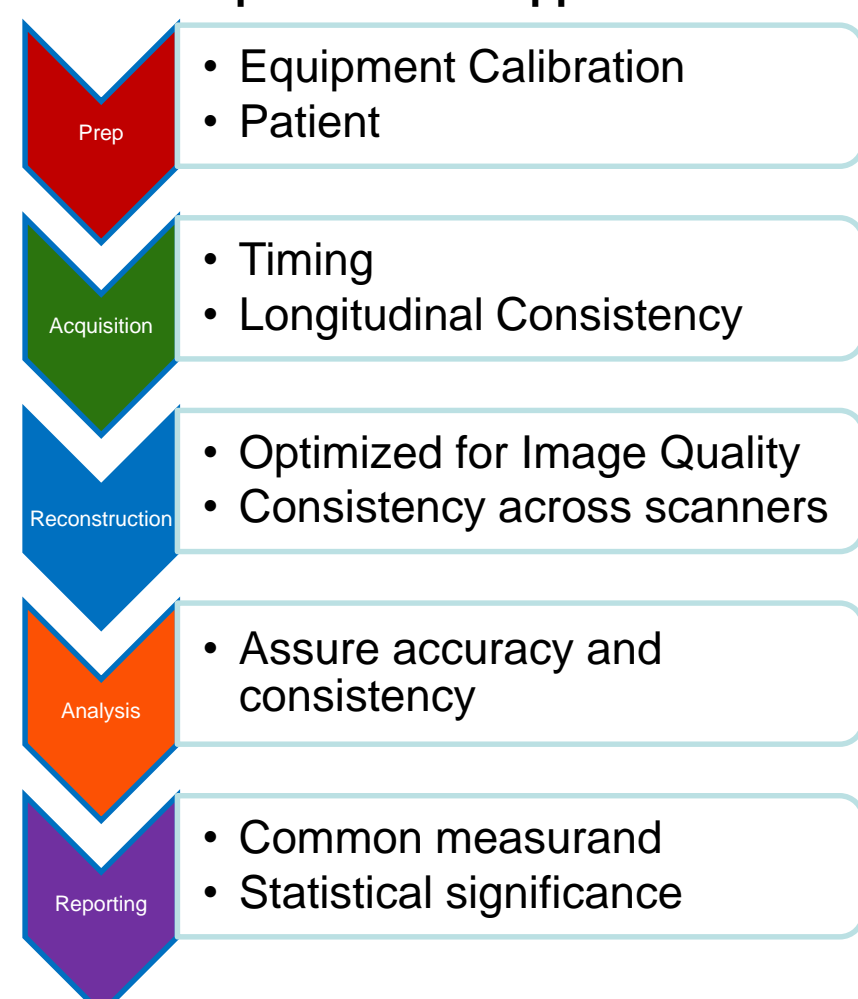 Prep
• Equipment Calibration
• Patient
Acquisition
• Timing
• Longitudinal Consistency
Reconstruction
• Optimized for Image Quality
• Consistency across scanners
Analysis
• Assure accuracy and
consistency
Reporting
• Common measurand
• Statistical significance